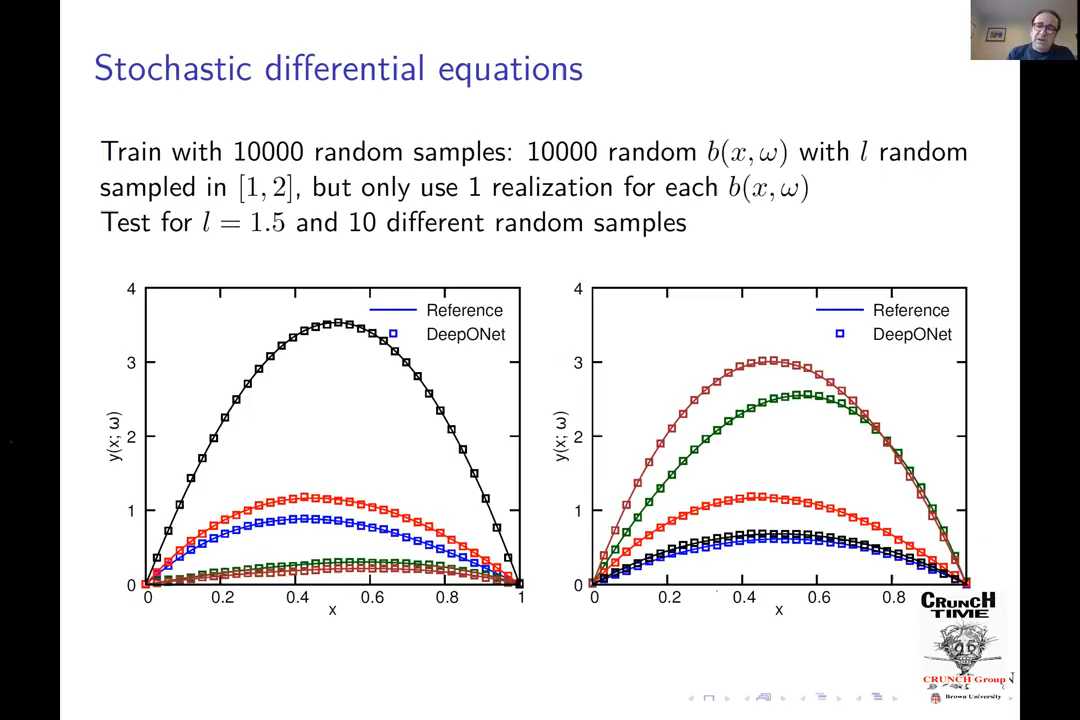 Stochastic differential equations
Train with 10000 random samples: 10000 random b(x, ω) with l random
sampled in [1, 2], but only use 1 realization for each b(x, ω)
Test for l = 1.5 and 10 different random samples
4
3
2
1
0
y(x; ω)
Reference
DeepONet
0 0.2 0.4 0.6 0.8 1
x
4
3
2
1
0
y(x; ω)
Reference
DeepONet
0 0.2 0.4 0.6 0.8
x
CRUNCH
TIME
CRUNCH Group
Brown University